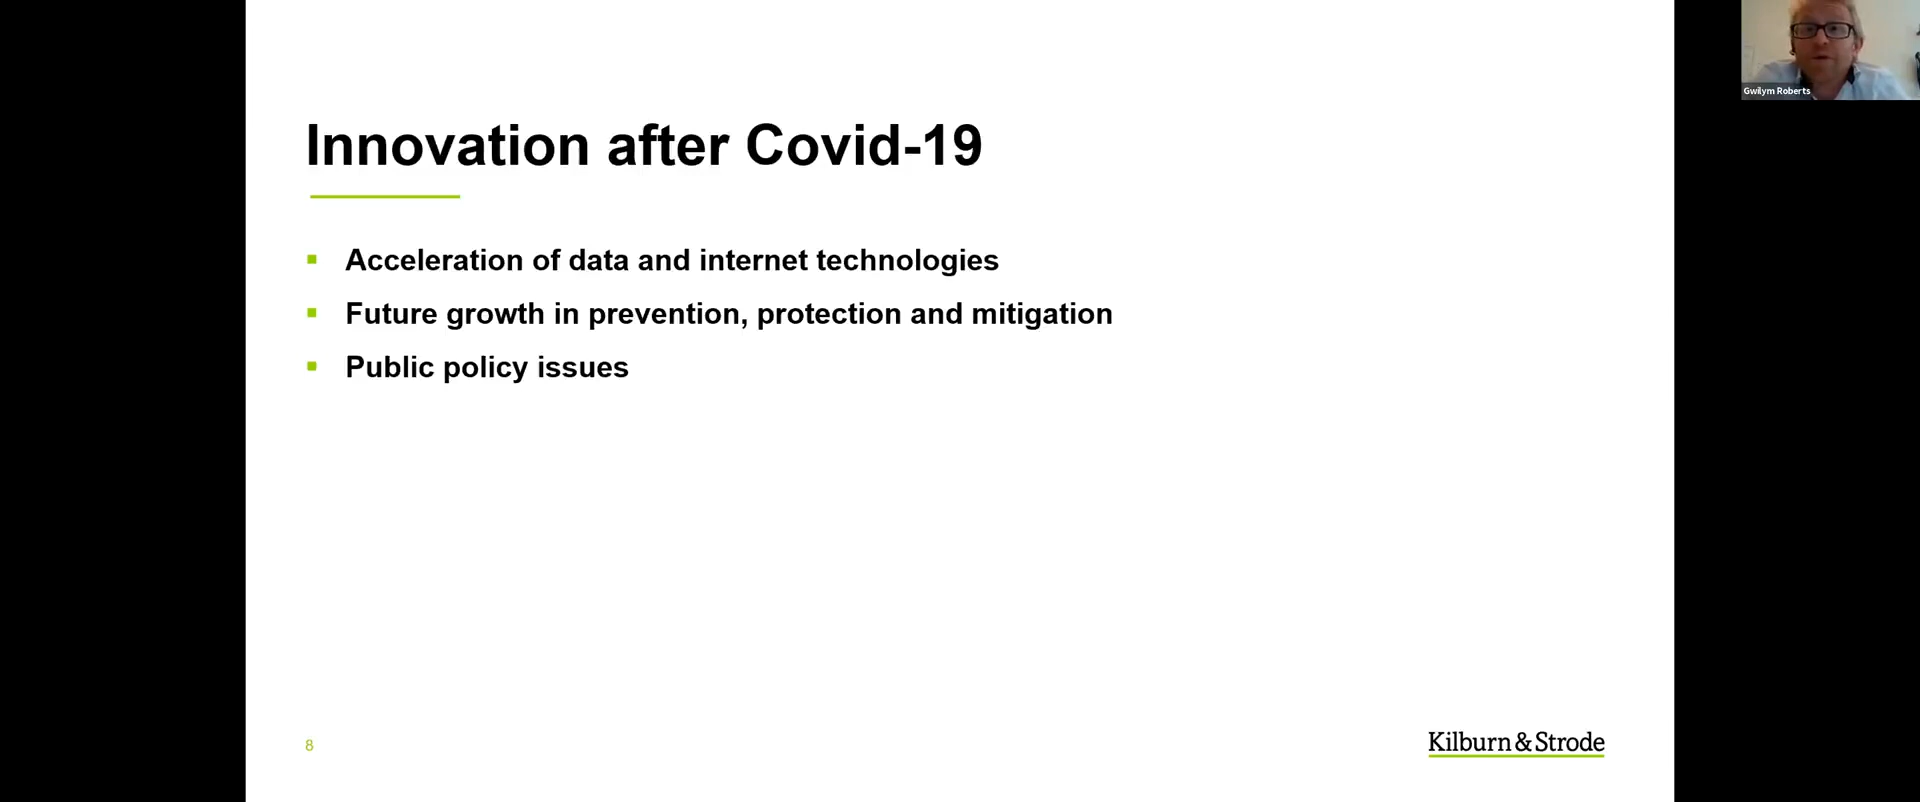 Gwilym Roberts
Innovation after Covid-19
Acceleration of data and internet technologies
Future growth in prevention, protection and mitigation
Public policy issues
8
Kilburn & Strode